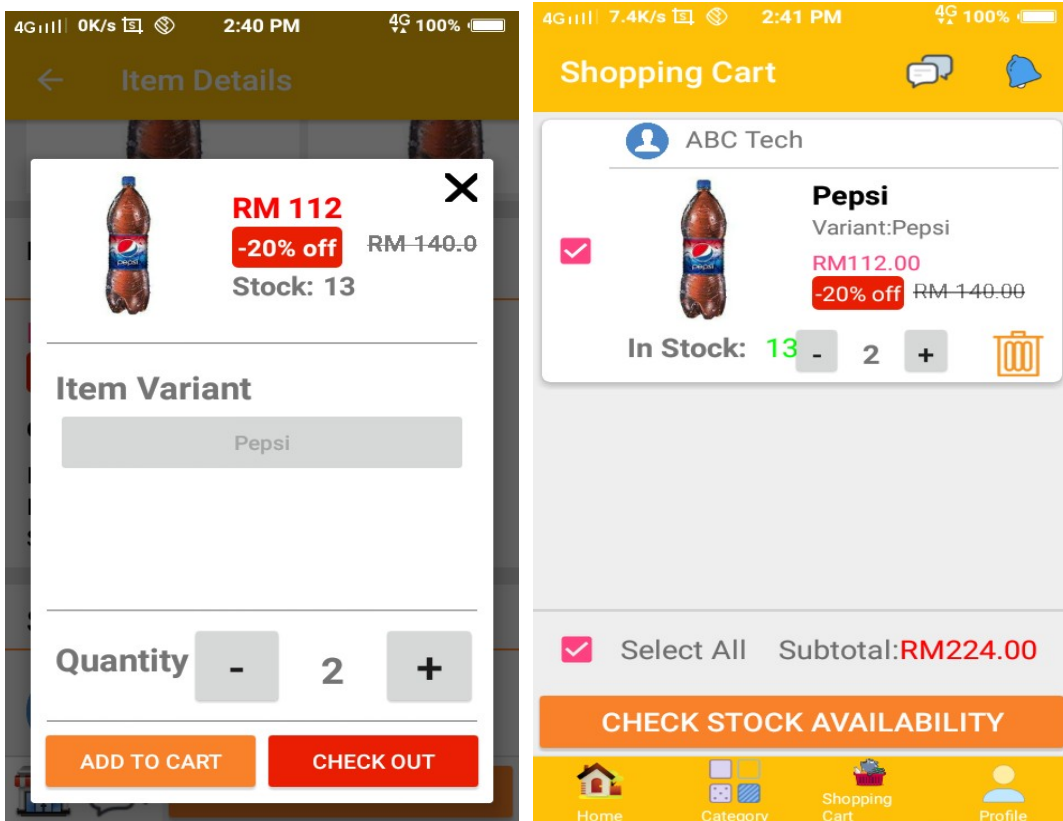 4G 0K/s 2:40 PM 4G 100%
Item Details
pepsi
RM 112
-20% off RM 140.0
Stock: 13
Item Variant
Pepsi
Quantity - 2 +
ADD TO CART CHECK OUT
4G 7.4K/s 2:41 PM 4G 100%
Shopping Cart
ABC Tech
pepsi
Pepsi
Variant:Pepsi
RM112.00
-20% off RM 140.00
In Stock: 13 - 2 +
Select All Subtotal:RM224.00
CHECK STOCK AVAILABILITY
Home Category Shopping Cart Profile